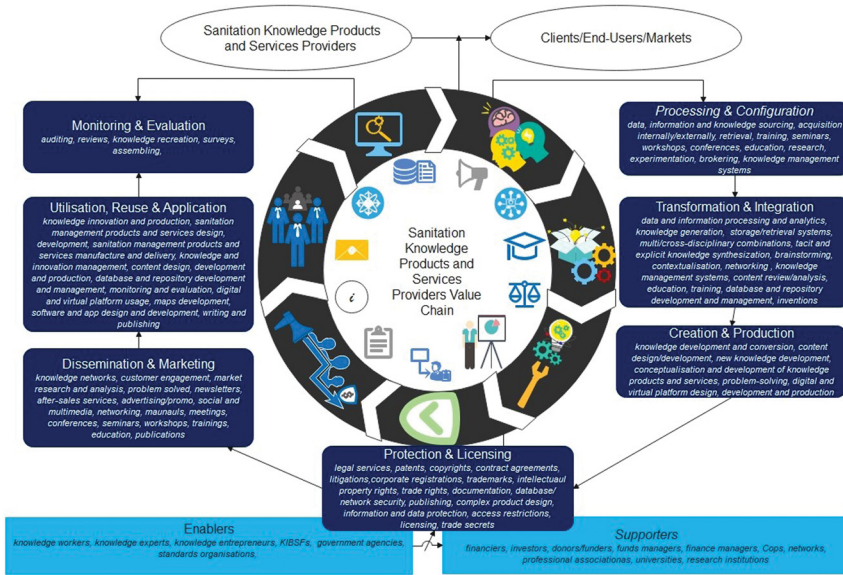 Sanitation Knowledge Products
and Services Providers
Clients/End-Users/Markets
Monitoring & Evaluation
auditing, reviews, knowledge recreation, surveys,
assembling,
Processing & Configuration
data, information and knowledge sourcing, acquisition
internally/externally, retrieval, training, seminars,
workshops, conferences, education, research,
experimentation, brokering, knowledge management
systems
Utilisation, Reuse & Application
knowledge innovation and production, sanitation
management products and services design,
development, sanitation management products and
services manufacture and delivery, knowledge and
innovation management, content design, development
and production, database and repository development
and management, monitoring and evaluation, digital
and virtual platform usage, maps development,
software and app design and development, writing and
publishing
Transformation & Integration
data and information processing and analytics,
knowledge generation, storage/retrieval systems,
multi/cross-disciplinary combinations, tacit and
explicit knowledge synthesization, brainstorming,
contextualisation, networking , knowledge
management systems, content review/analysis,
education, training, database and repository
development and management, inventions
Sanitation
Knowledge
Products and
Services
Providers Value
Chain
i
Creation & Production
knowledge development and conversion, content
design/development, new knowledge development,
conceptualisation and development of knowledge
products and services, problem-solving, digital and
virtual platform design, development and production
Dissemination & Marketing
knowledge networks, customer engagement, market
research and analysis, problem solved, newsletters,
after-sales services, advertising/promo, social and
multimedia, networking, maunauls, meetings,
conferences, seminars, workshops, trainings,
education, publications
Protection & Licensing
legal services, patents, copyrights, contract agreements,
litigations,corporate registrations, trademarks, intellectuaul
property rights, trade rights, documentation, database/
network security, publishing, complex product design,
information and data protection, access restrictions,
licensing, trade secrets
Enablers
knowledge workers, knowledge experts, knowledge entrepreneurs, KIBSFs, government agencies,
standards organisations,
Supporters
financiers, investors, donors/funders, funds managers, finance managers, Cops, networks,
professional associationas, universities, research institutions